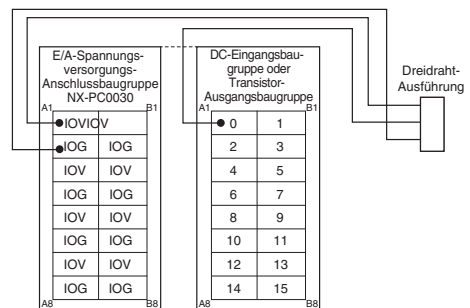 E/A-Spannungs-
versorgungs-
Anschlussbaugruppe
NX-PC0030
A1 B1
IOV IOV
IOG IOG
IOV IOV
IOG IOG
IOV IOV
IOG IOG
IOV IOV
IOG IOG
A8 B8
DC-Eingangsbau-
gruppe oder
Transistor-
Ausgangsbaugruppe
A1 B1
0 1
2 3
4 5
6 7
8 9
10 11
12 13
14 15
A8 B8
Dreidraht-
Ausführung